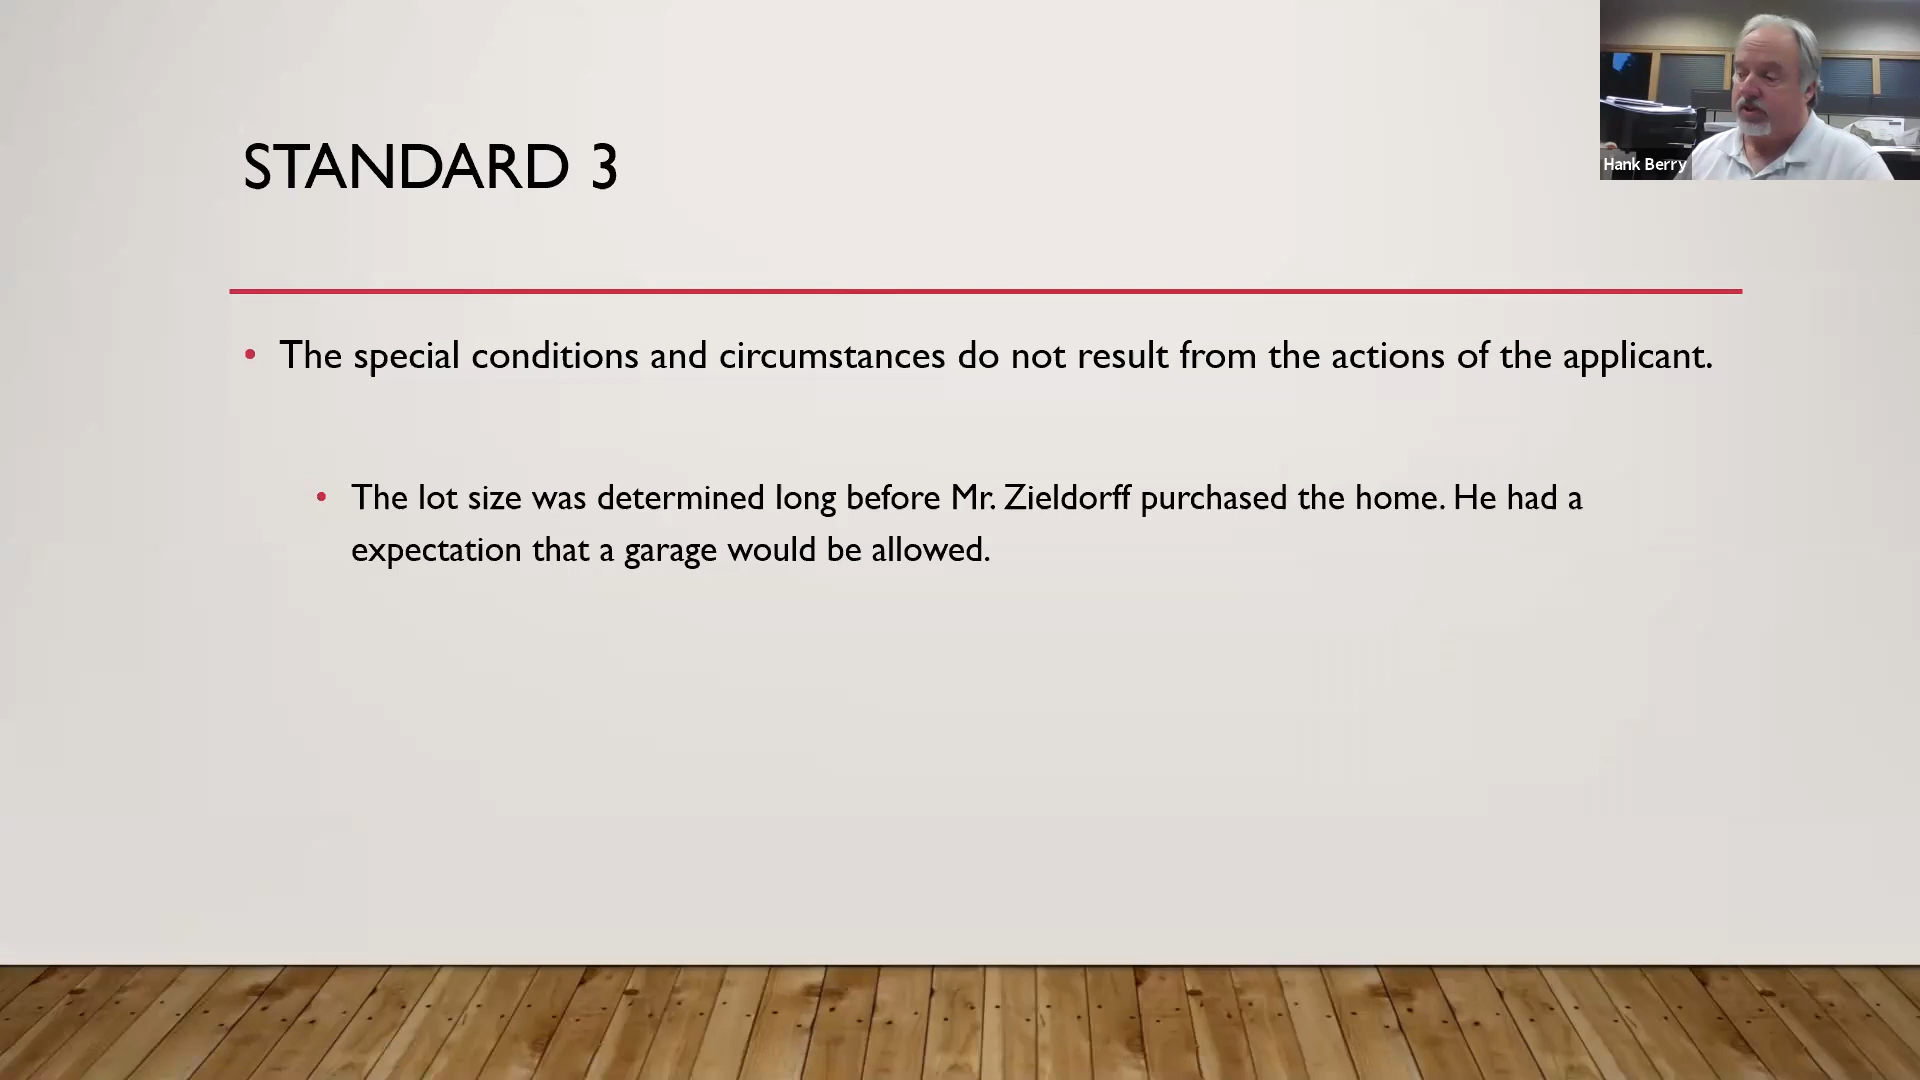 Hank Berry
STANDARD 3
• The special conditions and circumstances do not result from the actions of the applicant.
• The lot size was determined long before Mr. Zieldorff purchased the home. He had a
expectation that a garage would be allowed.